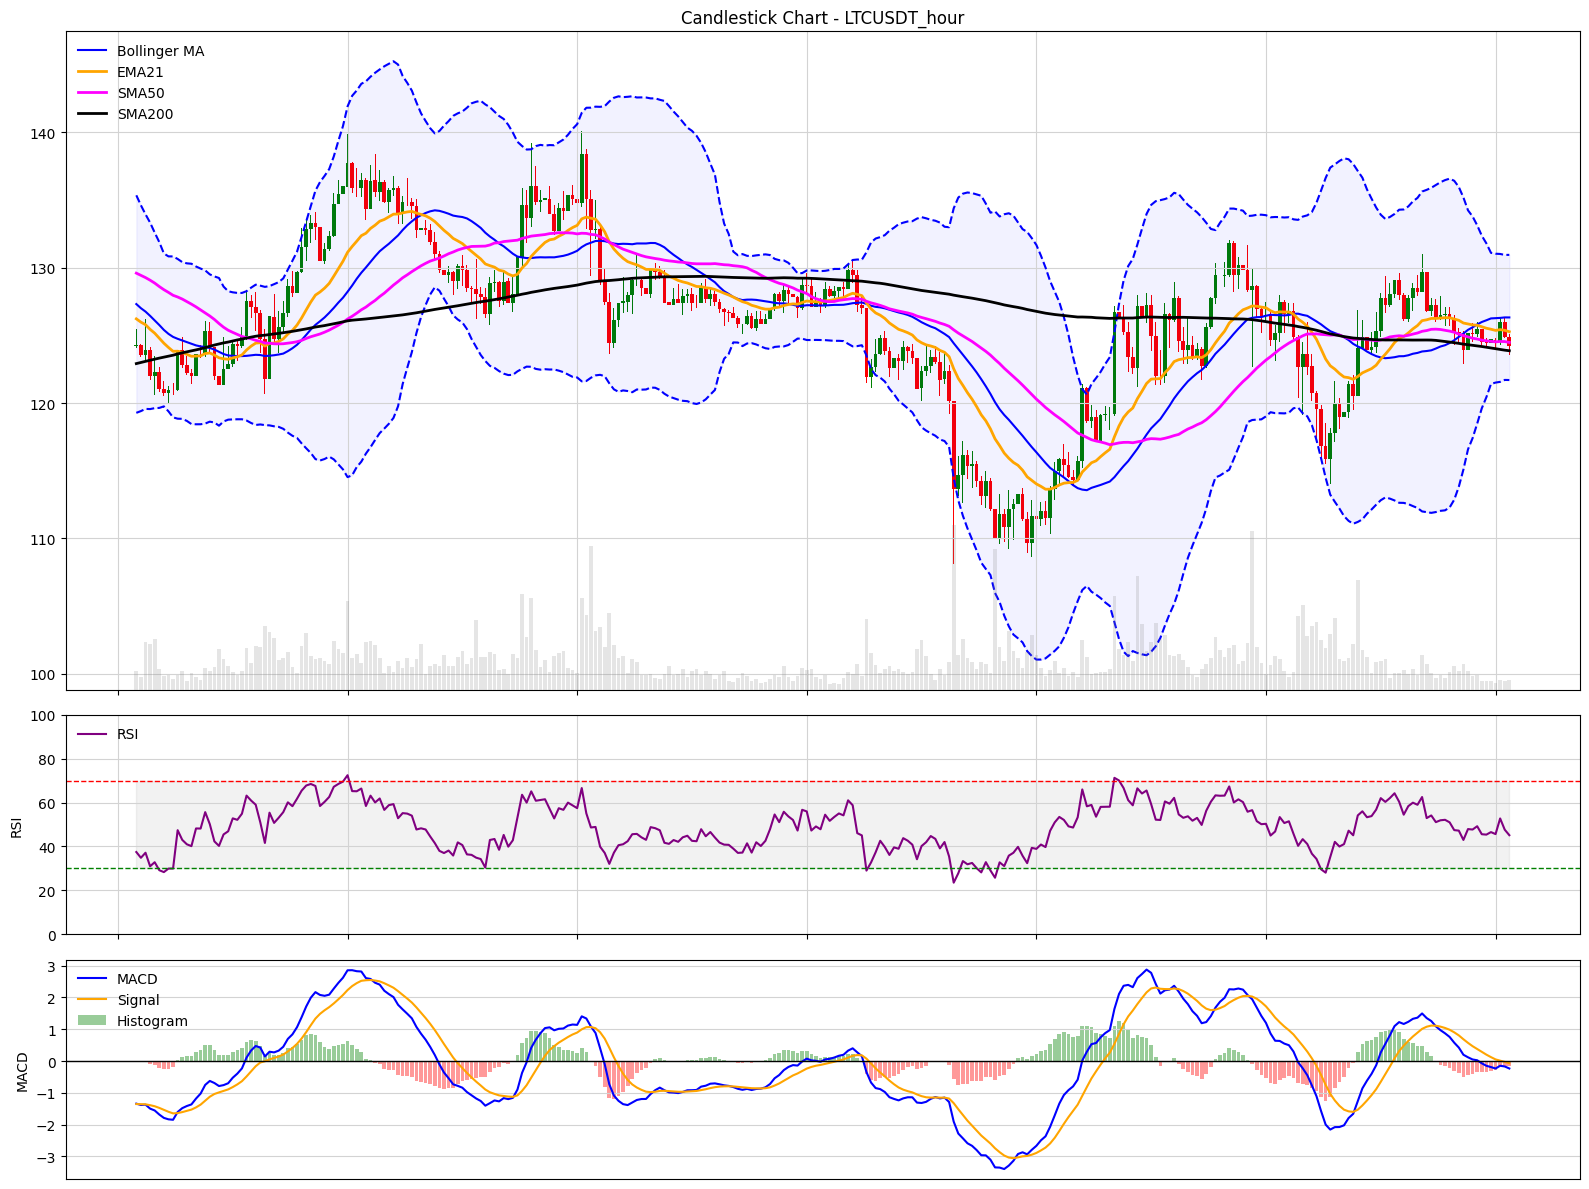 Candlestick Chart - LTCUSDT_hour
Bollinger MA
EMA21
SMA50
SMA200
140
130
120
110
100
100
80
60
40
20
0
RSI
RSI
3
2
1
0
−1
−2
−3
MACD
MACD
Signal
Histogram